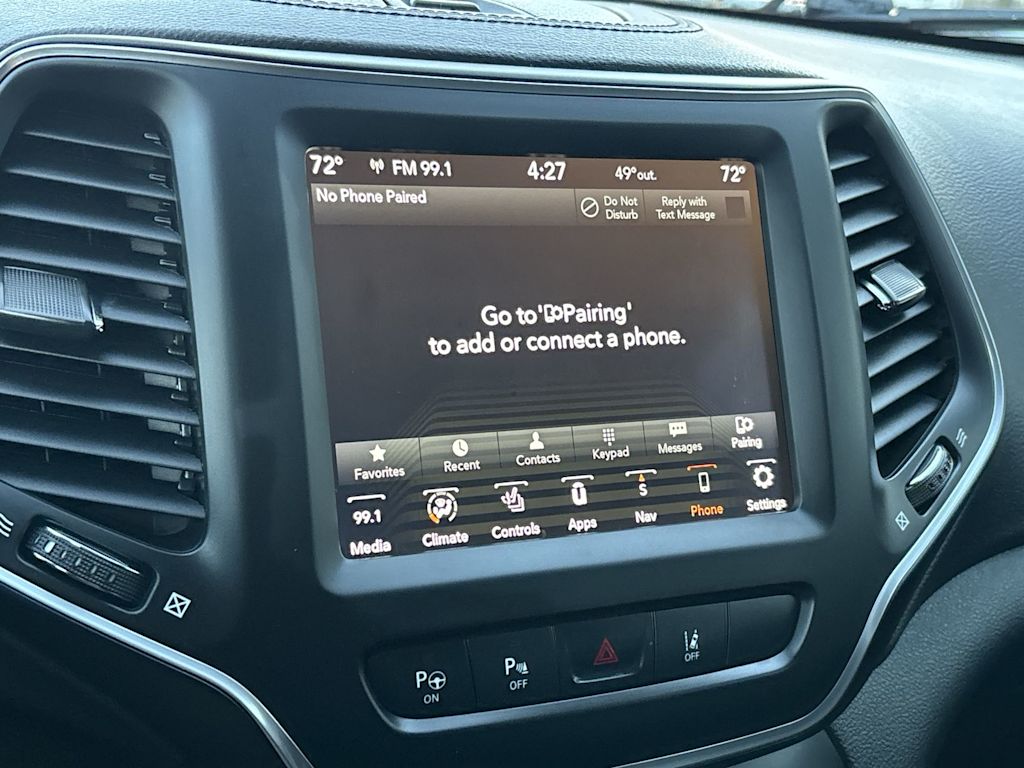 72° FM 99.1 4:27 49°out. 72°
No Phone Paired
Do Not
Disturb
Reply with
Text Message
Go to 'Pairing'
to add or connect a phone.
Favorites Recent Contacts Keypad Messages Pairing
99.1 S
Media Climate Controls Apps Nav Phone Settings
P ON
P OFF
OFF